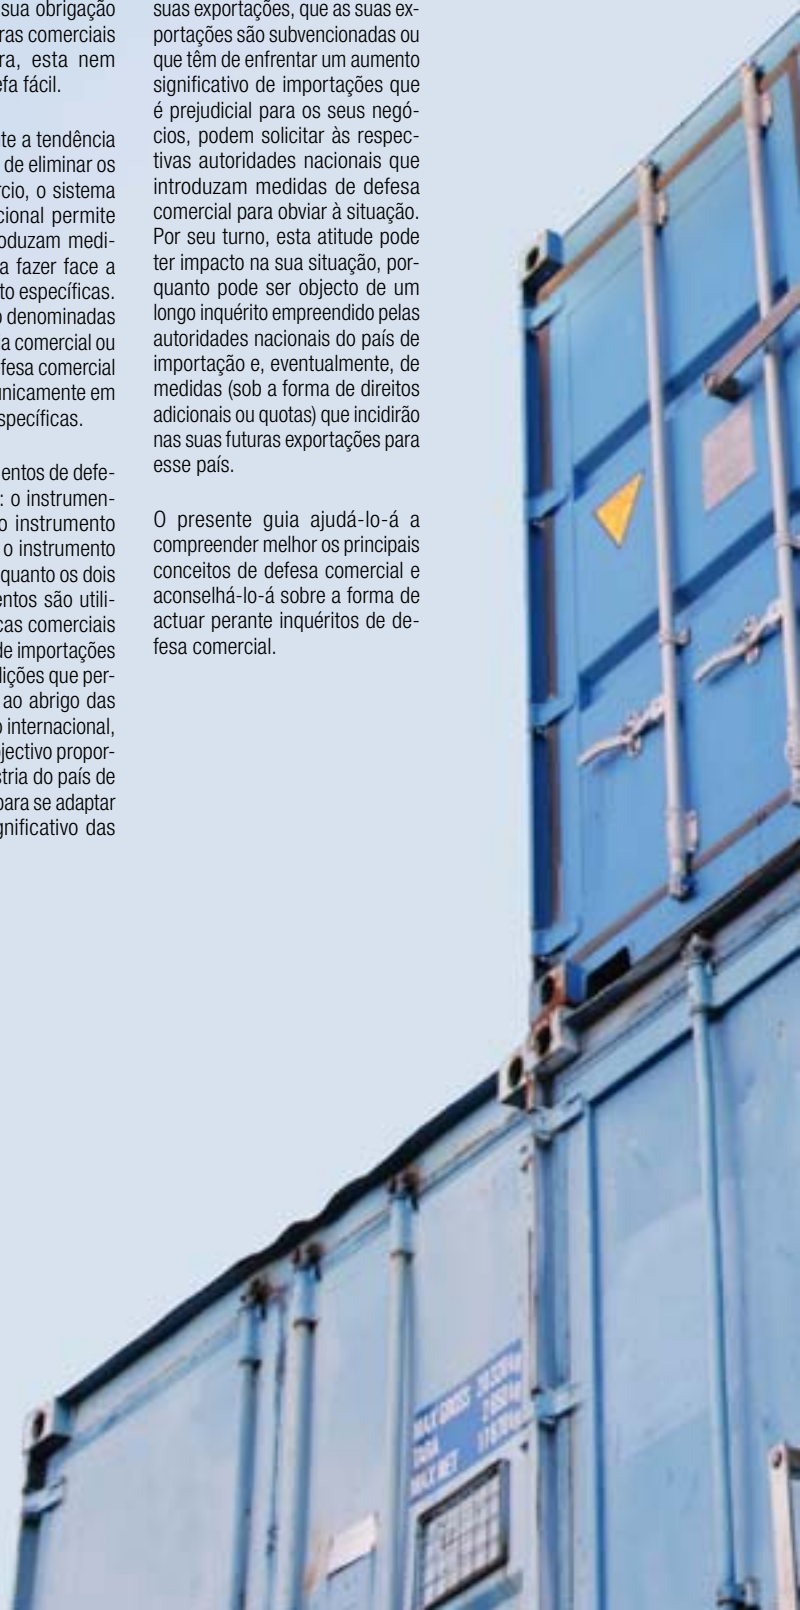 sua obrigação
ras comerciais
ra, esta nem
efa fácil.
te a tendência
de eliminar os
rcio, o sistema
cional permite
oduzam medi-
a fazer face a
to específicas.
o denominadas
ia comercial ou
fesa comercial
unicamente em
specíficas.
entos de defe-
: o instrumen-
o instrumento
o instrumento
quanto os dois
entos são utili-
cas comerciais
de importações
dições que per-
ao abrigo das
o internacional,
jectivo propor-
stria do país de
para se adaptar
gnificativo das
suas exportações, que as suas ex-
portações são subvencionadas ou
que têm de enfrentar um aumento
significativo de importações que
é prejudicial para os seus negó-
cios, podem solicitar às respec-
tivas autoridades nacionais que
introduzam medidas de defesa
comercial para obviar à situação.
Por seu turno, esta atitude pode
ter impacto na sua situação, por-
quanto pode ser objecto de um
longo inquérito empreendido pelas
autoridades nacionais do país de
importação e, eventualmente, de
medidas (sob a forma de direitos
adicionais ou quotas) que incidirão
nas suas futuras exportações para
esse país.
O presente guia ajudá-lo-á a
compreender melhor os principais
conceitos de defesa comercial e
aconselhá-lo-á sobre a forma de
actuar perante inquéritos de de-
fesa comercial.
MAX GROSS
TARA
MAX NET